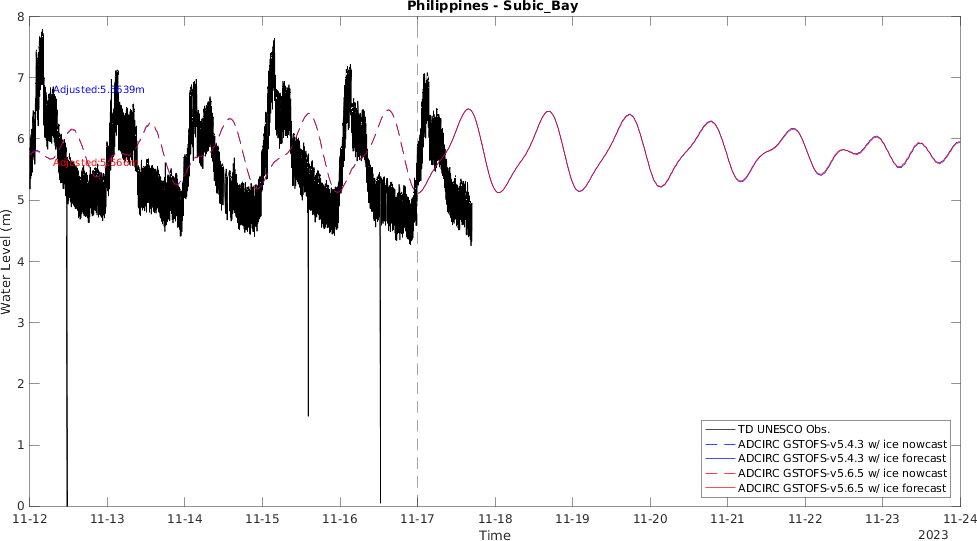 Philippines - Subic_Bay
Water Level (m)
8
7
6
5
4
3
2
1
0
Adjusted:5.
Adjusted:5.
TD UNESCO Obs.
ADCIRC GSTOFS-v5.4.3 w/ ice nowcast
ADCIRC GSTOFS-v5.4.3 w/ ice forecast
ADCIRC GSTOFS-v5.6.5 w/ ice nowcast
ADCIRC GSTOFS-v5.6.5 w/ ice forecast
11-12 11-13 11-14 11-15 11-16 11-17 11-18 11-19 11-20 11-21 11-22 11-23 11-24
Time
2023